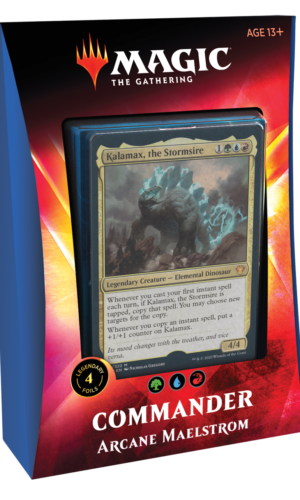 AGE 13+
MAGIC
THE GATHERING
Kalamax, the Stormsire
1
Legendary Creature — Elemental Dinosaur
Whenever you cast your first instant spell
each turn, if Kalamax, the Stormsire is
tapped, copy that spell. You may choose new
targets for the copy.
Whenever you copy an instant spell, put a
+1/+1 counter on Kalamax.
Its mood changes with the weather, and vice
versa.
4/4
LEGENDARY
4
FOILS
COMMANDER
ARCANE MAELSTROM